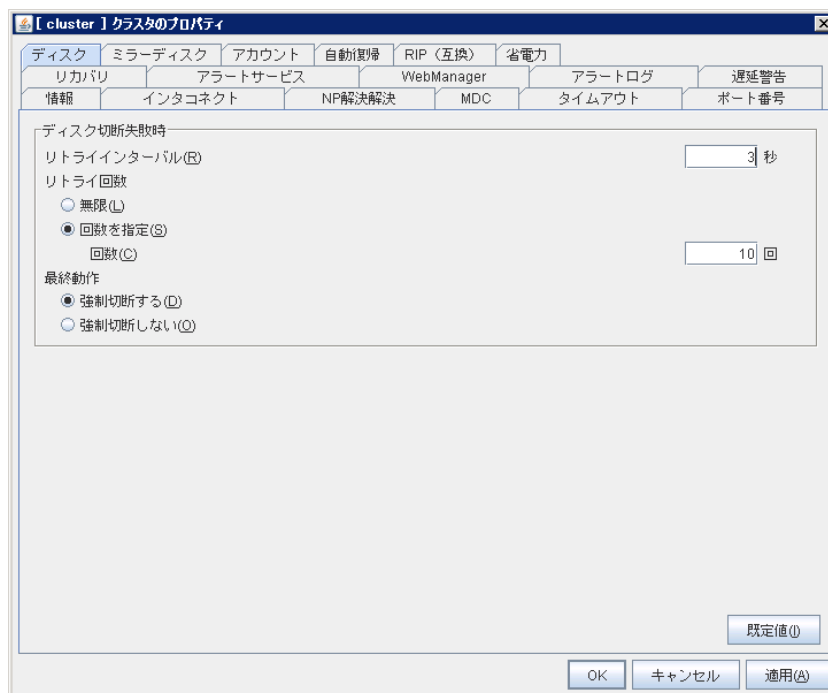 [ cluster ] クラスタのプロパティ
ディスク ミラーディスク アカウント 自動復帰 RIP（互換） 省電力
リカバリ アラートサービス WebManager アラートログ 遅延警告
情報 インタコネクト NP解決解決 MDC タイムアウト ポート番号
ディスク切断失敗時
リトライインターバル(R) 3 秒
リトライ回数
無限(L)
回数を指定(S)
回数(C) 10 回
最終動作
強制切断する(D)
強制切断しない(O)
既定値(I)
OK キャンセル 適用(A)